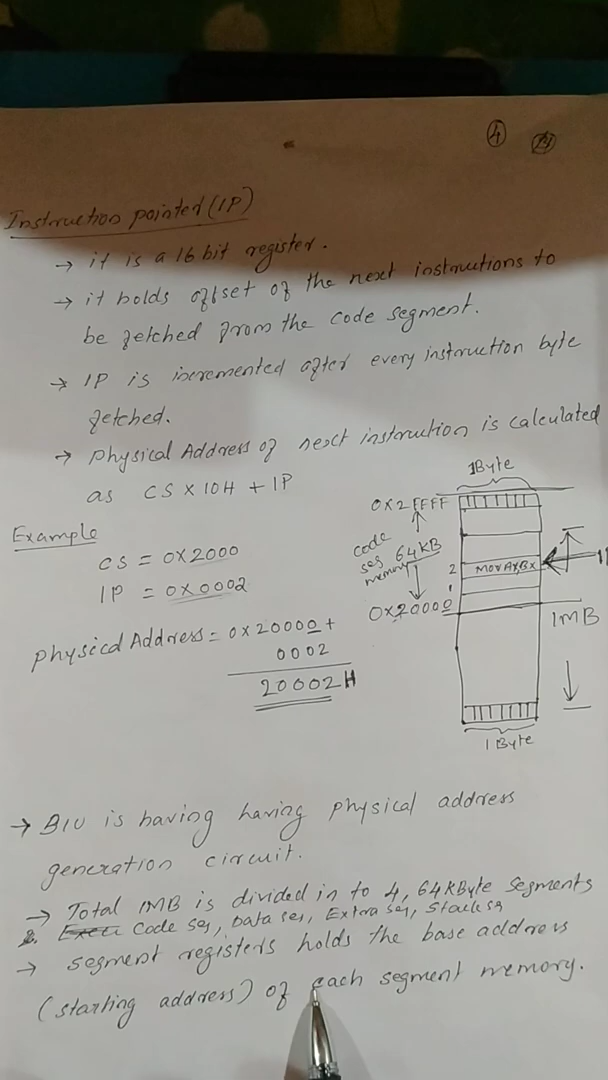 4
Instruction pointed (IP)
→ it is a 16 bit register.
→ it holds offset of the next instructions to
be fetched from the code segment.
→ IP is incremented after every instruction byte
fetched.
→ Physical Address of next instruction is calculated
as CS X 10H + IP
1Byte
0X2FFFF
Example
code
seg 64KB
memory
CS = 0X2000
IP = 0X0002
2 MOV AX,BX
1
0X20000
1MB
Physical Address = 0X20000 +
0002
20002H
1 Byte
→ BIU is having having physical address
generation circuit.
→ Total 1MB is divided in to 4, 64KByte segments
Code seg, Data seg, Extra seg, Stack sg
→ segment registers holds the base address
(starting address) of each segment memory.